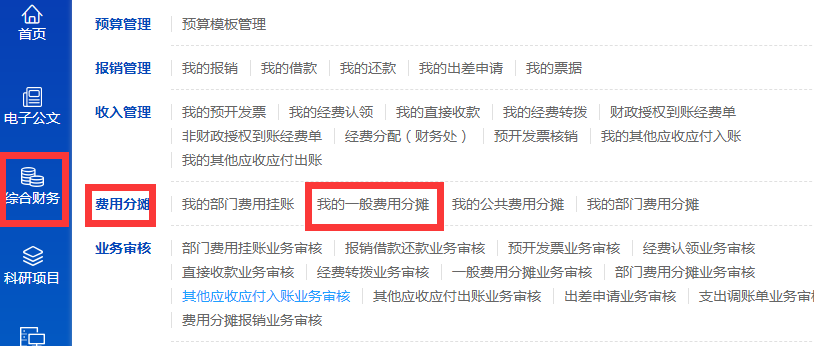 首页
电子公文
综合财务
科研项目
预算管理 预算模板管理
报销管理 我的报销 我的借款 我的还款 我的出差申请 我的票据
收入管理 我的预开发票 我的经费认领 我的直接收款 我的经费转拨 财政授权到账经费单
非财政授权到账经费单 经费分配（财务处） 预开发票核销 我的其他应收应付入账
我的其他应收应付出账
费用分摊 我的部门费用挂账 我的一般费用分摊 我的公共费用分摊 我的部门费用分摊
业务审核 部门费用挂账业务审核 报销借款还款业务审核 预开发票业务审核 经费认领业务审核
直接收款业务审核 经费转拨业务审核 一般费用分摊业务审核 部门费用分摊业务审核
其他应收应付入账业务审核 其他应收应付出账业务审核 出差申请业务审核 支出调账单业务审核
费用分摊报销业务审核